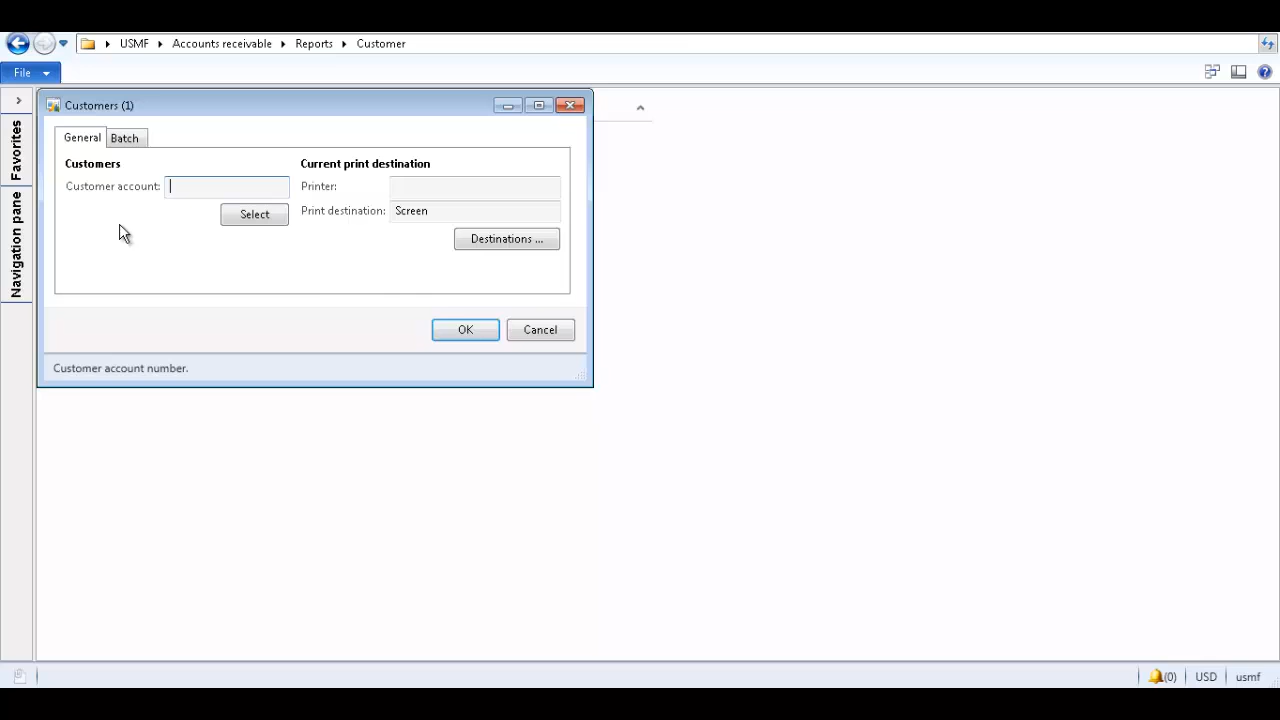 USMF Accounts receivable Reports Customer
File
Favorites
Navigation pane
Customers (1)
General Batch
Customers
Customer account:
Select
Current print destination
Printer:
Print destination: Screen
Destinations ...
OK Cancel
Customer account number.
(0) USD usmf